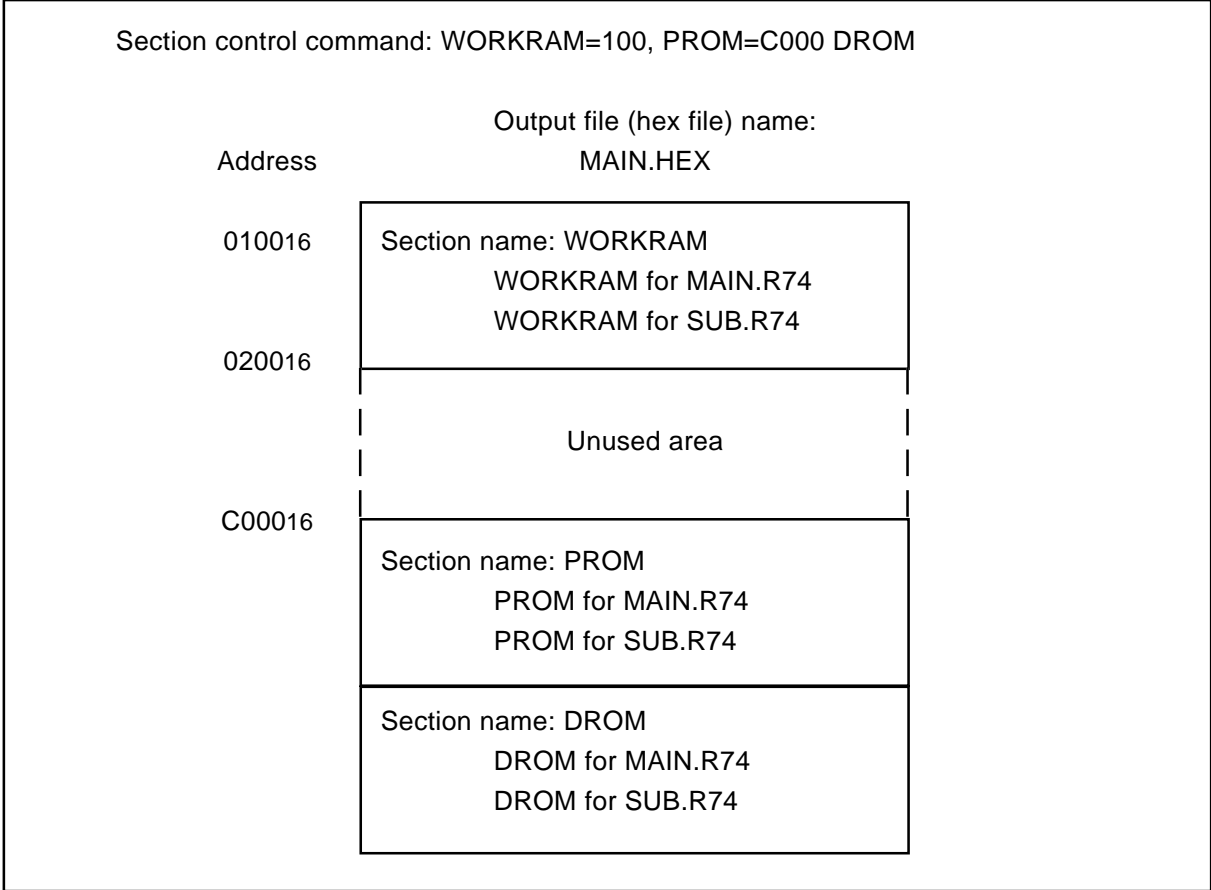 Section control command: WORKRAM=100, PROM=C000 DROM
Output file (hex file) name:
Address MAIN.HEX
010016 Section name: WORKRAM
WORKRAM for MAIN.R74
WORKRAM for SUB.R74
020016
Unused area
C00016
Section name: PROM
PROM for MAIN.R74
PROM for SUB.R74
Section name: DROM
DROM for MAIN.R74
DROM for SUB.R74